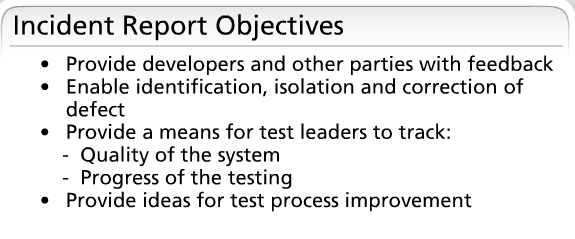 Incident Report Objectives
• Provide developers and other parties with feedback
• Enable identification, isolation and correction of
defect
• Provide a means for test leaders to track:
- Quality of the system
- Progress of the testing
• Provide ideas for test process improvement